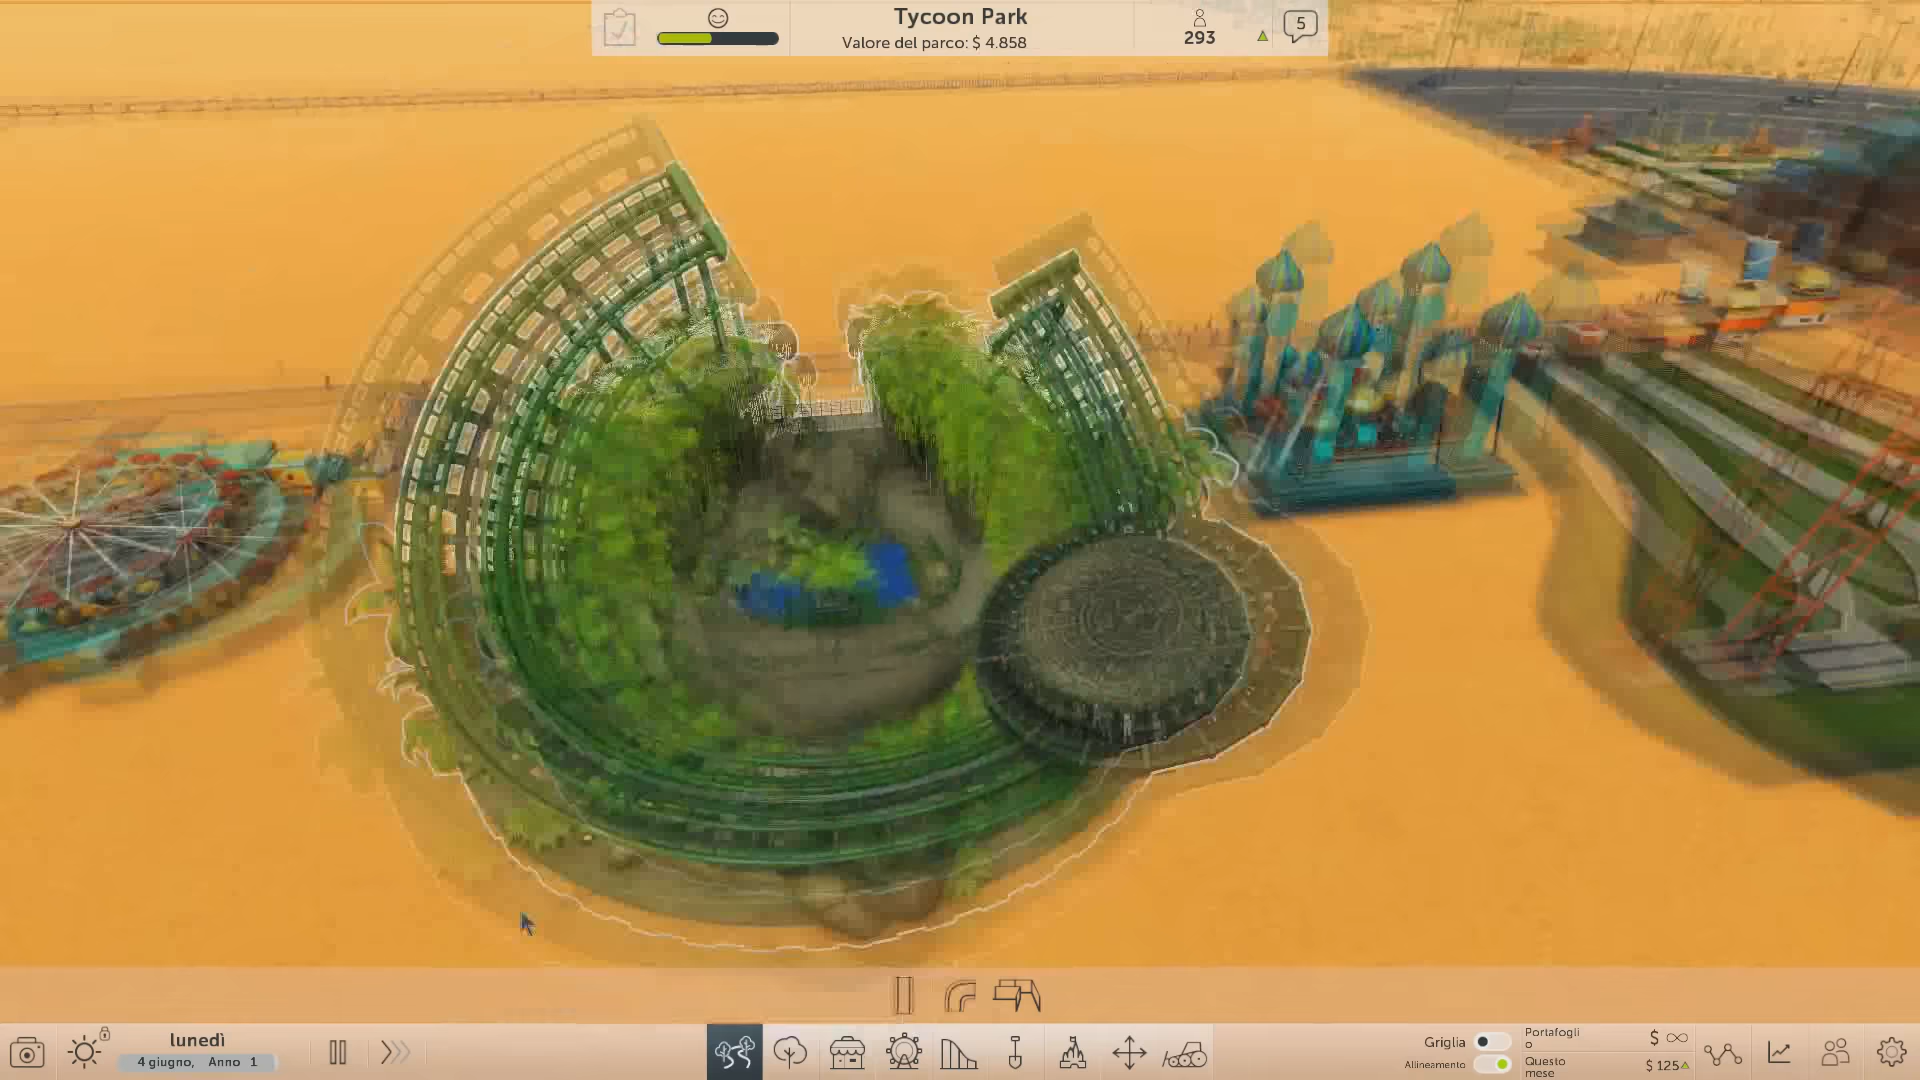 Tycoon Park
Valore del parco: $ 4.858
293
5
lunedì
4 giugno, Anno 1
Griglia
Allineamento
Portafogli
o
$ ∞
Questo
mese
$ 125